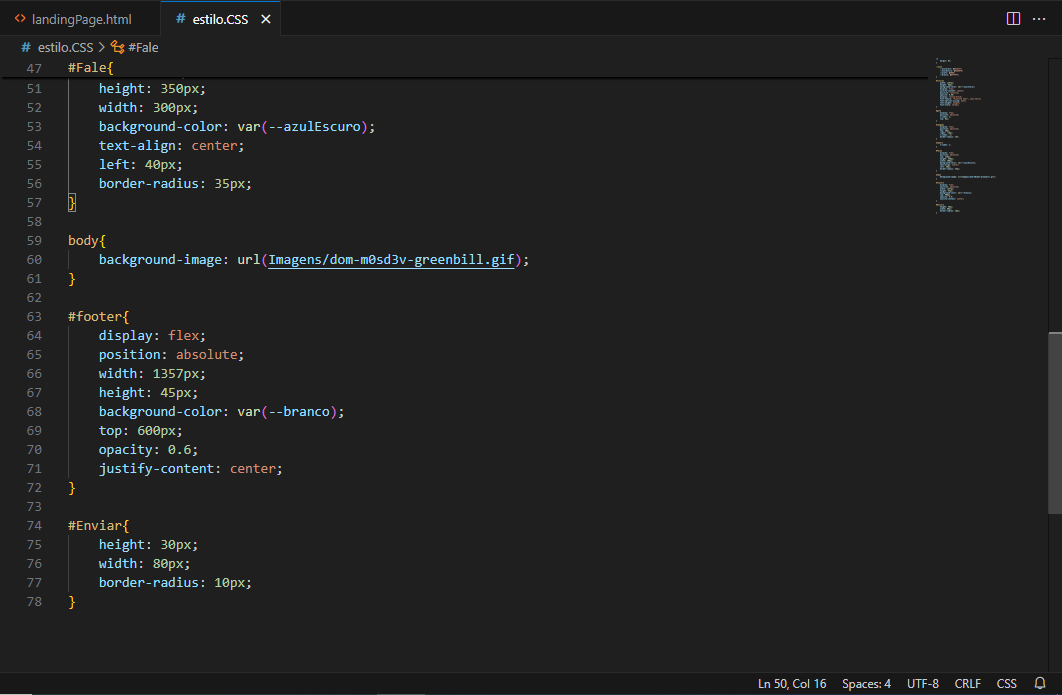 landingPage.html
# estilo.CSS
# estilo.CSS > #Fale
47 #Fale{
51 height: 350px;
52 width: 300px;
53 background-color: var(--azulEscuro);
54 text-align: center;
55 left: 40px;
56 border-radius: 35px;
57 }
58
59 body{
60 background-image: url(Imagens/dom-m0sd3v-greenbill.gif);
61 }
62
63 #footer{
64 display: flex;
65 position: absolute;
66 width: 1357px;
67 height: 45px;
68 background-color: var(--branco);
69 top: 600px;
70 opacity: 0.6;
71 justify-content: center;
72 }
73
74 #Enviar{
75 height: 30px;
76 width: 80px;
77 border-radius: 10px;
78 }
Ln 50, Col 16 Spaces: 4 UTF-8 CRLF CSS